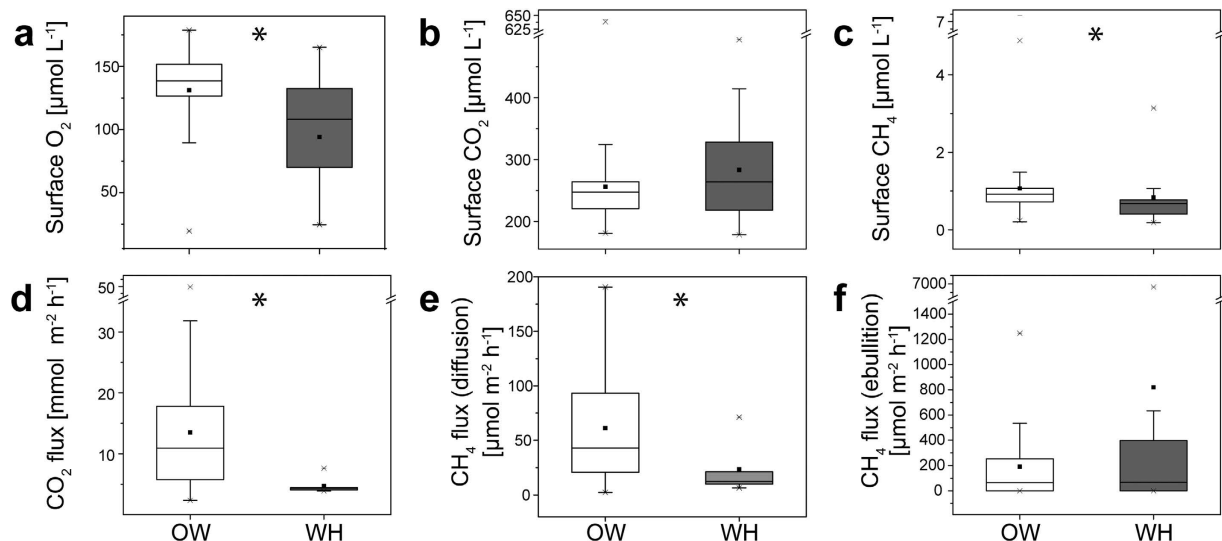 a
Surface O₂ [µmol L⁻¹]
150
100
50
*
b
Surface CO₂ [µmol L⁻¹]
650
625
400
300
200
c
Surface CH₄ [µmol L⁻¹]
7
4
2
0
*
d
CO₂ flux [mmol m⁻² h⁻¹]
50
30
20
10
*
OW
WH
e
CH₄ flux (diffusion)
[µmol m⁻² h⁻¹]
200
150
100
50
0
*
OW
WH
f
CH₄ flux (ebullition)
[µmol m⁻² h⁻¹]
7000
1400
1200
1000
800
600
400
200
0
OW
WH